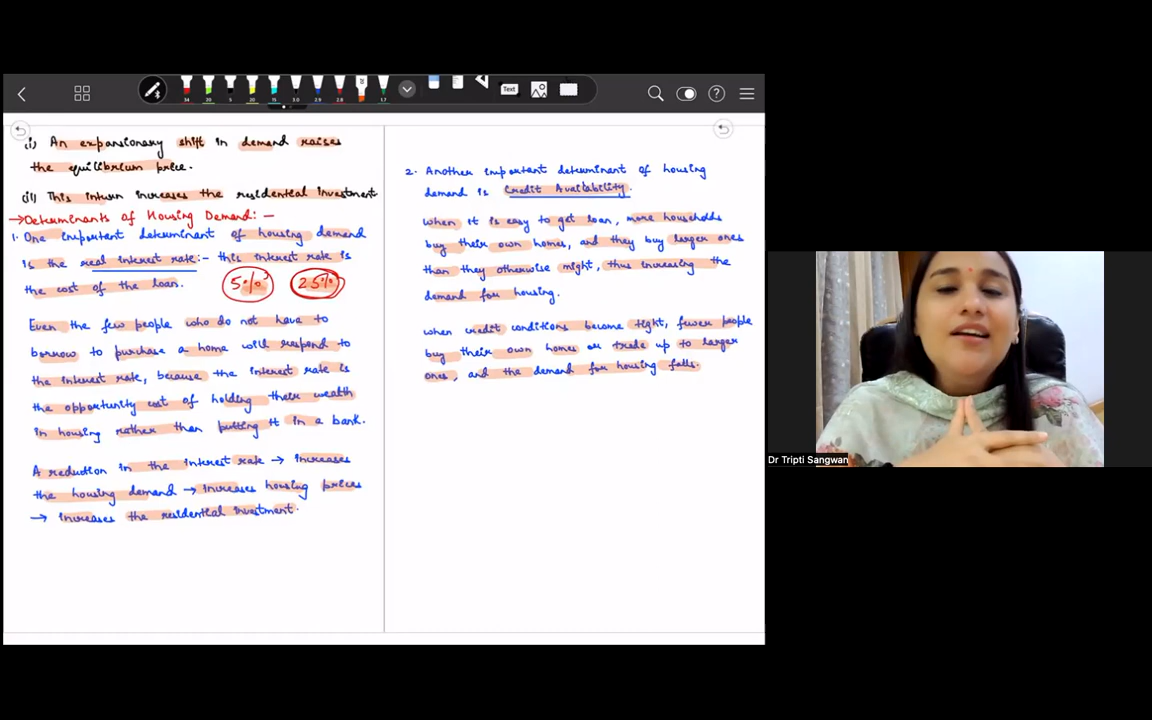 Text
(i) An expansionary shift in demand raises
the equilibrium price.
(ii) This inturn increases the residential investment
→Determinants of Housing Demand: -
1. One important determinant of housing demand
is the real interest rate:- this interest rate is
the cost of the loan. 5% 25%
Even the few people who do not have to
borrow to purchase a home will respond to
the interest rate, because the interest rate is
the opportunity cost of holding their wealth
in housing rather than putting it in a bank.
A reduction in the interest rate → increases
the housing demand → increases housing prices
→ increases the residential investment.
2. Another important determinant of housing
demand is Credit Availability.
when it is easy to get loan, more households
buy their own homes, and they buy larger ones
than they otherwise might, thus increasing the
demand for housing.
when credit conditions become tight, fewer people
buy their own homes or trade up to larger
ones, and the demand for housing falls.
Dr Tripti Sangwan